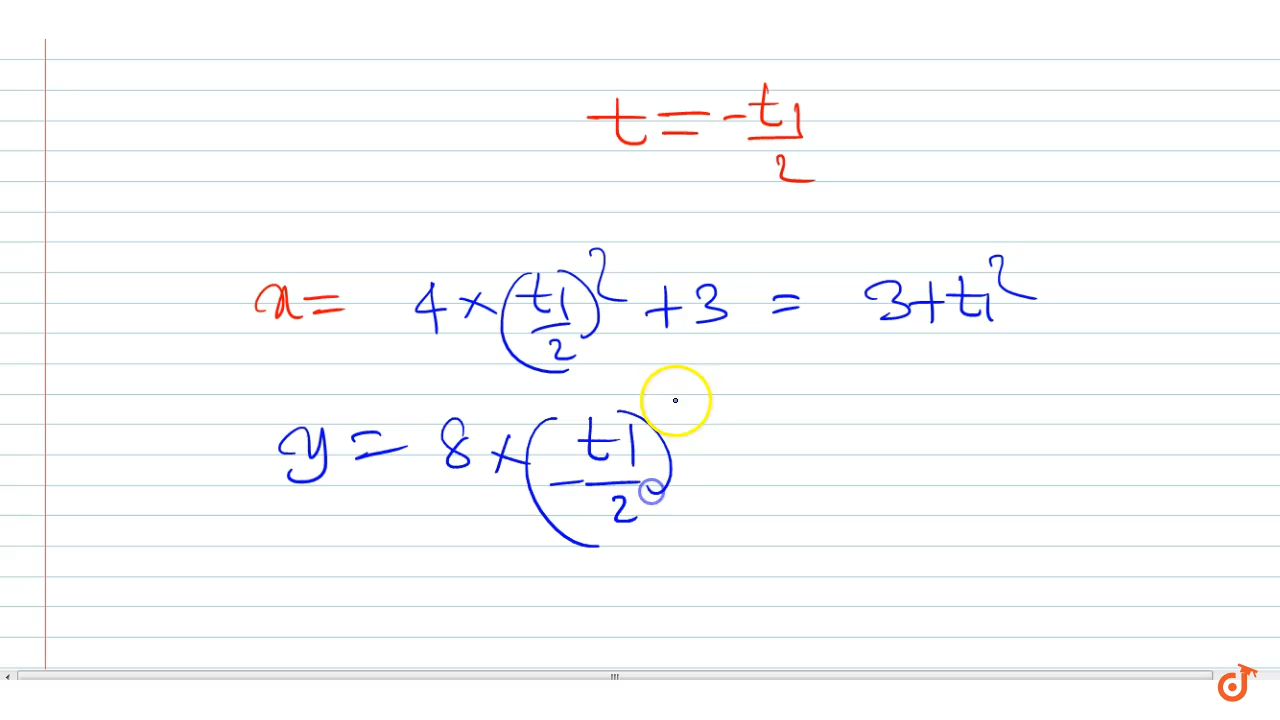 t = -t1/2
x = 4 × (t1/2)² + 3 = 3 + t1²
y = 8 × (-t1/2)